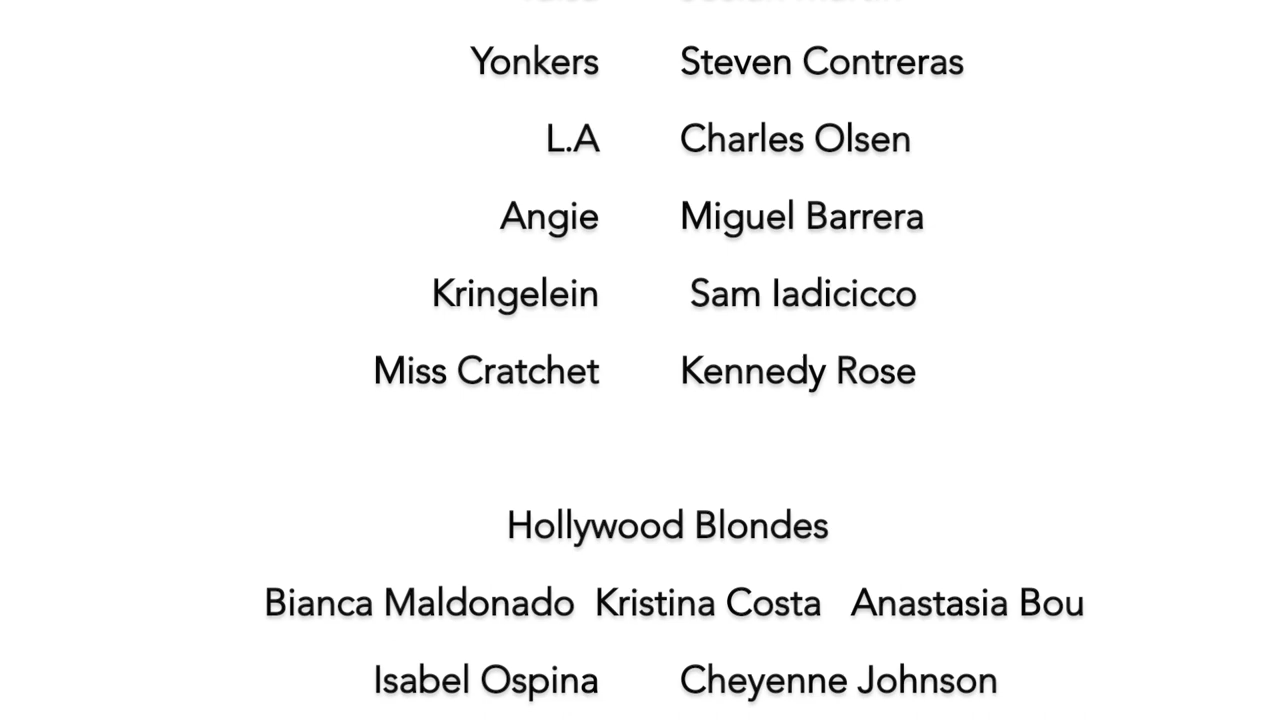 Yonkers Steven Contreras
L.A Charles Olsen
Angie Miguel Barrera
Kringelein Sam Iadicicco
Miss Cratchet Kennedy Rose
Hollywood Blondes
Bianca Maldonado Kristina Costa Anastasia Bou
Isabel Ospina Cheyenne Johnson